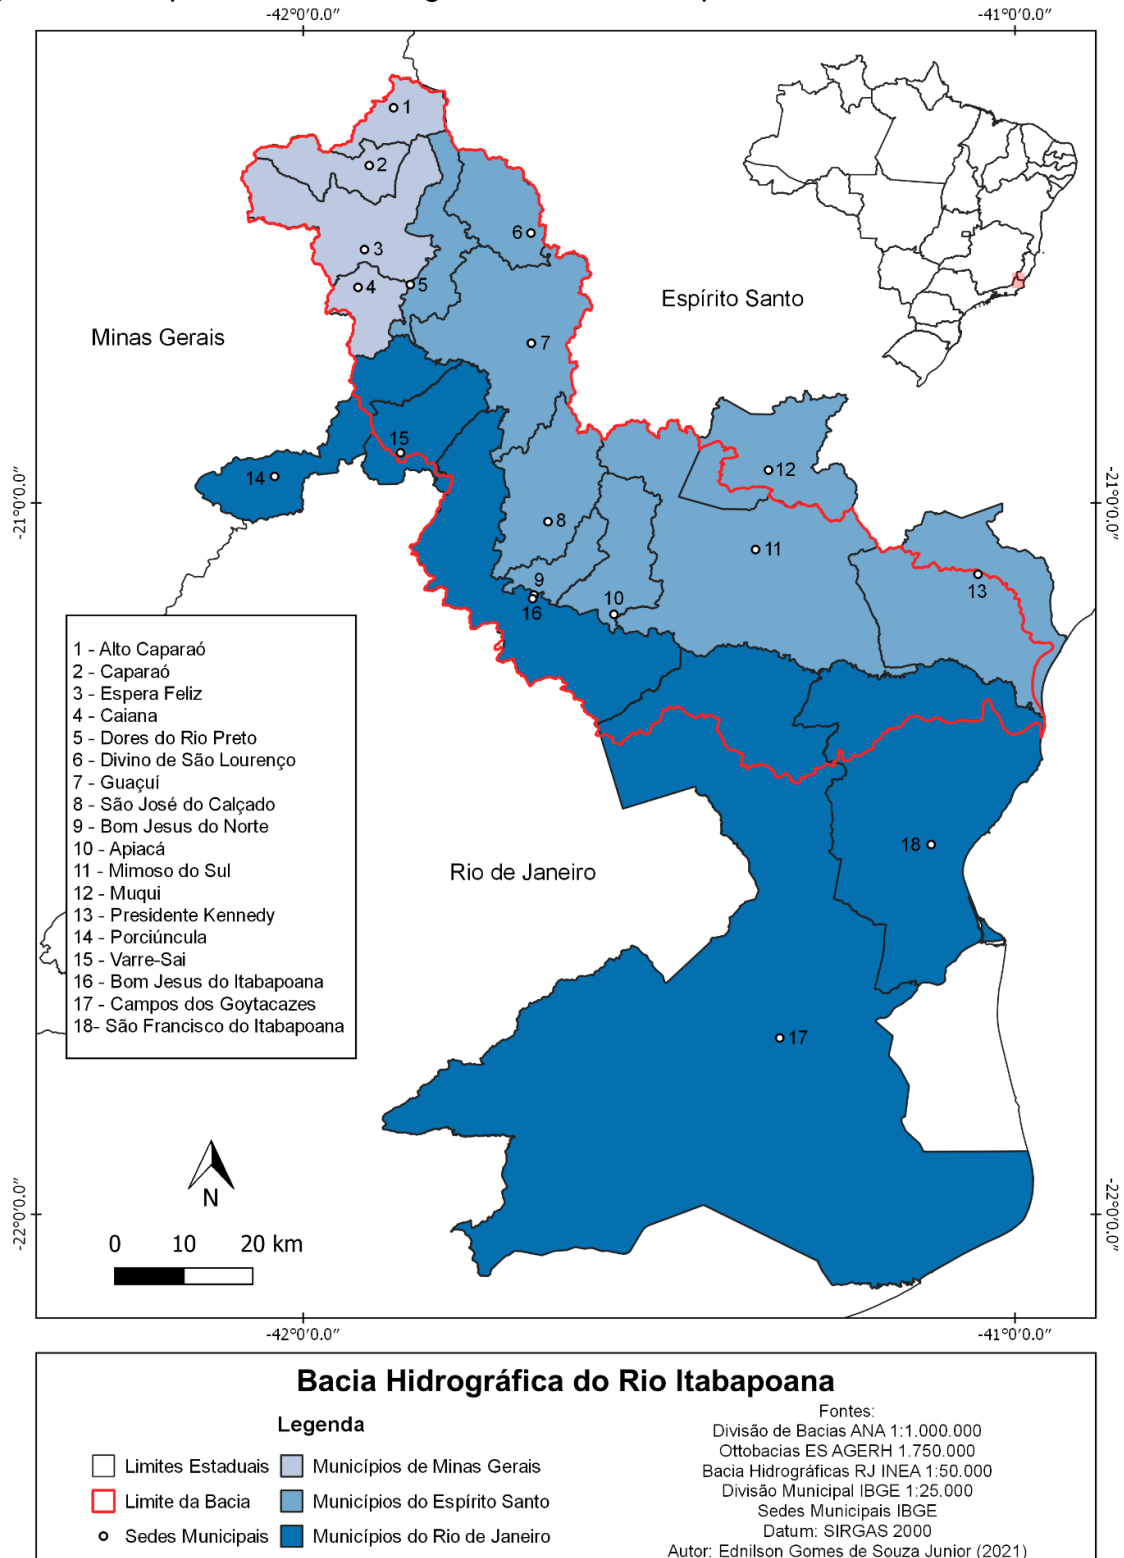 -42°0'0.0"
-41°0'0.0"
1
2
3
4
5
6
7
Minas Gerais
Espírito Santo
15
14
12
-21°0'0.0"
-21°0'0.0"
8
11
9
10
13
16
1 - Alto Caparaó
2 - Caparaó
3 - Espera Feliz
4 - Caiana
5 - Dores do Rio Preto
6 - Divino de São Lourenço
7 - Guaçuí
8 - São José do Calçado
9 - Bom Jesus do Norte
10 - Apiacá
11 - Mimoso do Sul
12 - Muqui
13 - Presidente Kennedy
14 - Porciúncula
15 - Varre-Sai
16 - Bom Jesus do Itabapoana
17 - Campos dos Goytacazes
18- São Francisco do Itabapoana
Rio de Janeiro
18
17
N
0 10 20 km
-22°0'0.0"
-22°0'0.0"
-42°0'0.0"
-41°0'0.0"
Bacia Hidrográfica do Rio Itabapoana
Legenda
Limites Estaduais
Limite da Bacia
Sedes Municipais
Municípios de Minas Gerais
Municípios do Espírito Santo
Municípios do Rio de Janeiro
Fontes:
Divisão de Bacias ANA 1:1.000.000
Ottobacias ES AGERH 1.750.000
Bacia Hidrográficas RJ INEA 1:50.000
Divisão Municipal IBGE 1:25.000
Sedes Municipais IBGE
Datum: SIRGAS 2000
Autor: Ednilson Gomes de Souza Junior (2021)